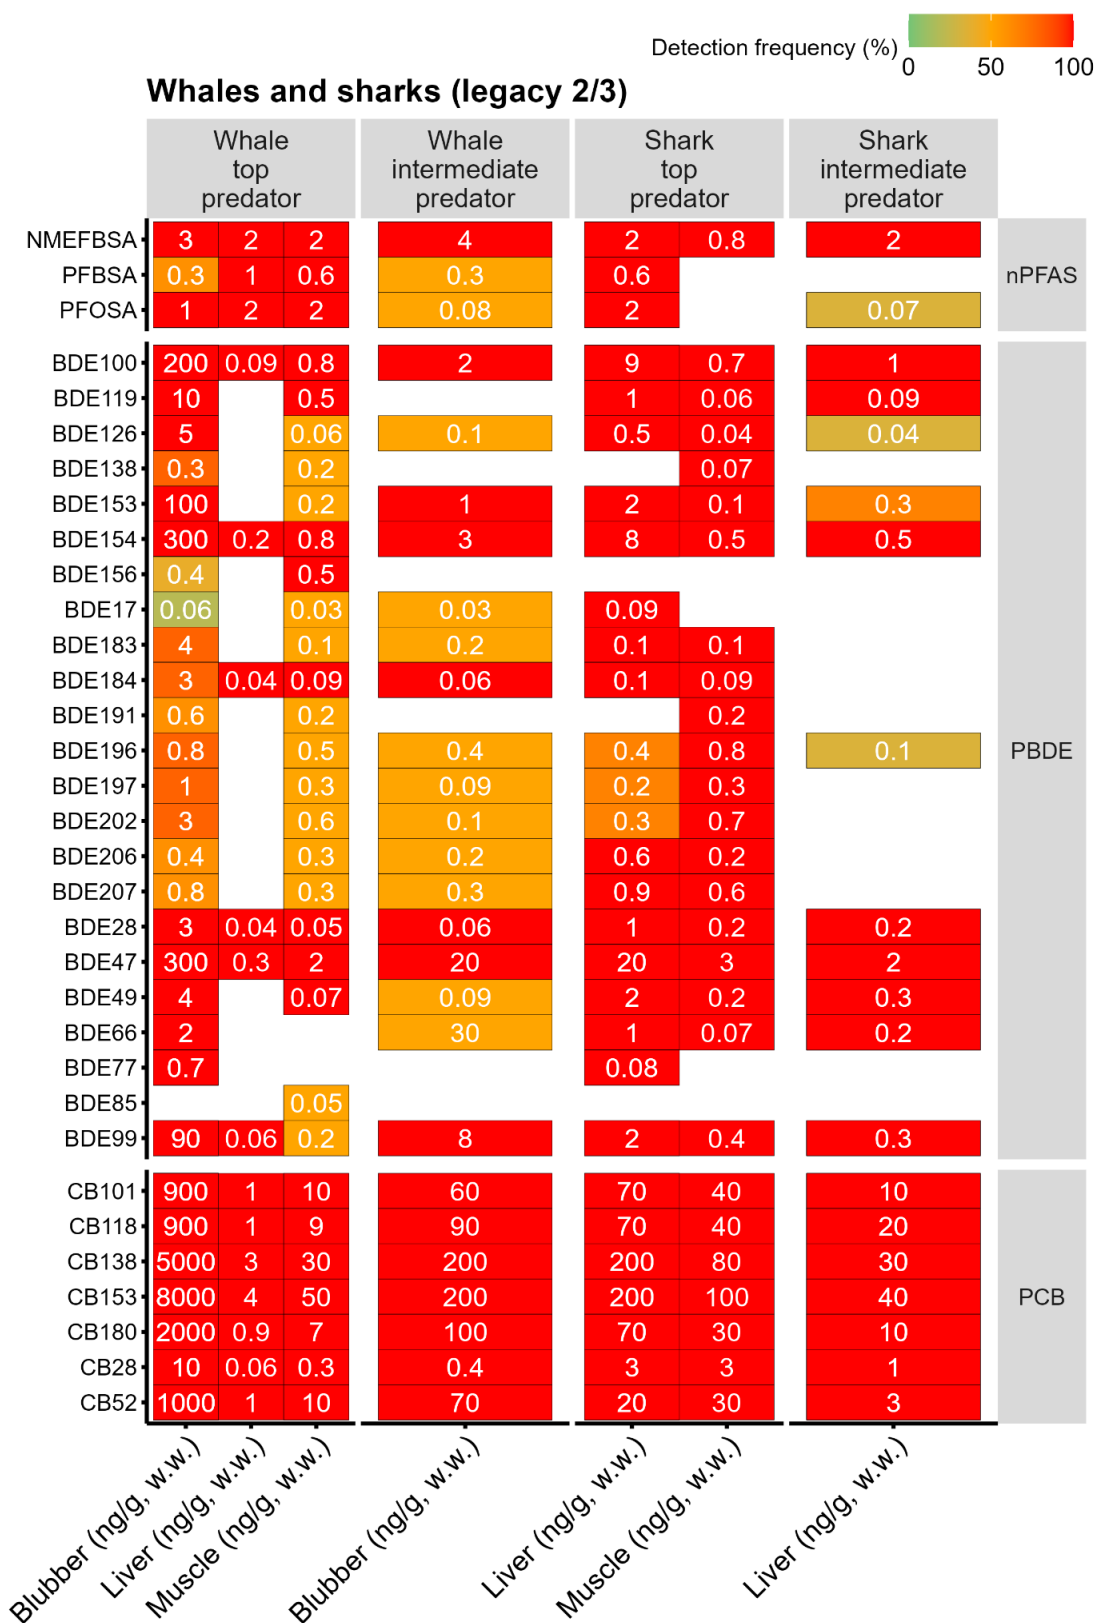 Detection frequency (%)
0 50 100
Whales and sharks (legacy 2/3)
Whale
top
predator
Whale
intermediate
predator
Shark
top
predator
Shark
intermediate
predator
NMEFBSA 3 2 2 4 2 0.8 2
PFBSA 0.3 1 0.6 0.3 0.6
PFOSA 1 2 2 0.08 2 0.07
nPFAS
BDE100 200 0.09 0.8 2 9 0.7 1
BDE119 10 0.5 1 0.06 0.09
BDE126 5 0.06 0.1 0.5 0.04 0.04
BDE138 0.3 0.2 0.07
BDE153 100 0.2 1 2 0.1 0.3
BDE154 300 0.2 0.8 3 8 0.5 0.5
BDE156 0.4 0.5
BDE17 0.06 0.03 0.03 0.09
BDE183 4 0.1 0.2 0.1 0.1
BDE184 3 0.04 0.09 0.06 0.1 0.09
BDE191 0.6 0.2 0.2
BDE196 0.8 0.5 0.4 0.4 0.8 0.1
BDE197 1 0.3 0.09 0.2 0.3
BDE202 3 0.6 0.1 0.3 0.7
BDE206 0.4 0.3 0.2 0.6 0.2
BDE207 0.8 0.3 0.3 0.9 0.6
BDE28 3 0.04 0.05 0.06 1 0.2 0.2
BDE47 300 0.3 2 20 20 3 2
BDE49 4 0.07 0.09 2 0.2 0.3
BDE66 2 30 1 0.07 0.2
BDE77 0.7 0.08
BDE85 0.05
BDE99 90 0.06 0.2 8 2 0.4 0.3
PBDE
CB101 900 1 10 60 70 40 10
CB118 900 1 9 90 70 40 20
CB138 5000 3 30 200 200 80 30
CB153 8000 4 50 200 200 100 40
CB180 2000 0.9 7 100 70 30 10
CB28 10 0.06 0.3 0.4 3 3 1
CB52 1000 1 10 70 20 30 3
PCB
Blubber (ng/g, w.w.)
Liver (ng/g, w.w.)
Muscle (ng/g, w.w.)
Blubber (ng/g, w.w.)
Liver (ng/g, w.w.)
Muscle (ng/g, w.w.)
Liver (ng/g, w.w.)